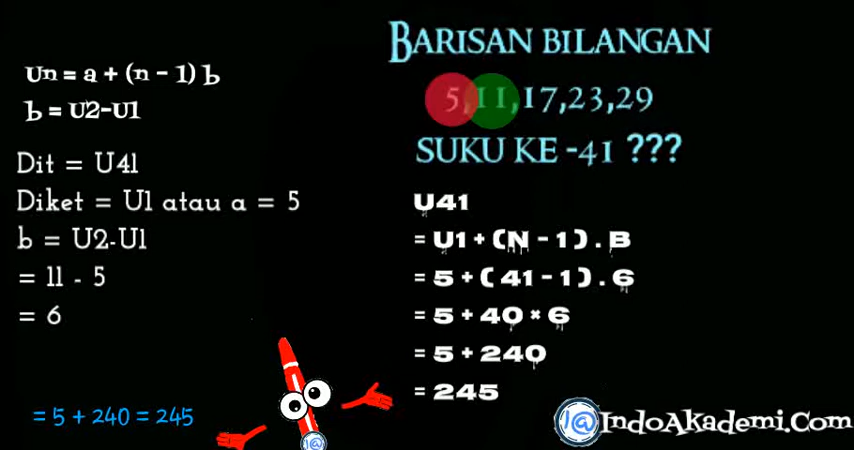 Un = a + (n - 1) b
b = U2-U1
Dit = U41
Diket = U1 atau a = 5
b = U2-U1
= 11 - 5
= 6
= 5 + 240 = 245
BARISAN BILANGAN
5,11,17,23,29
SUKU KE -41 ???
U41
= U1 + (N - 1) . B
= 5 + ( 41 - 1 ) . 6
= 5 + 40 × 6
= 5 + 240
= 245
1@
1@IndoAkademi.Com